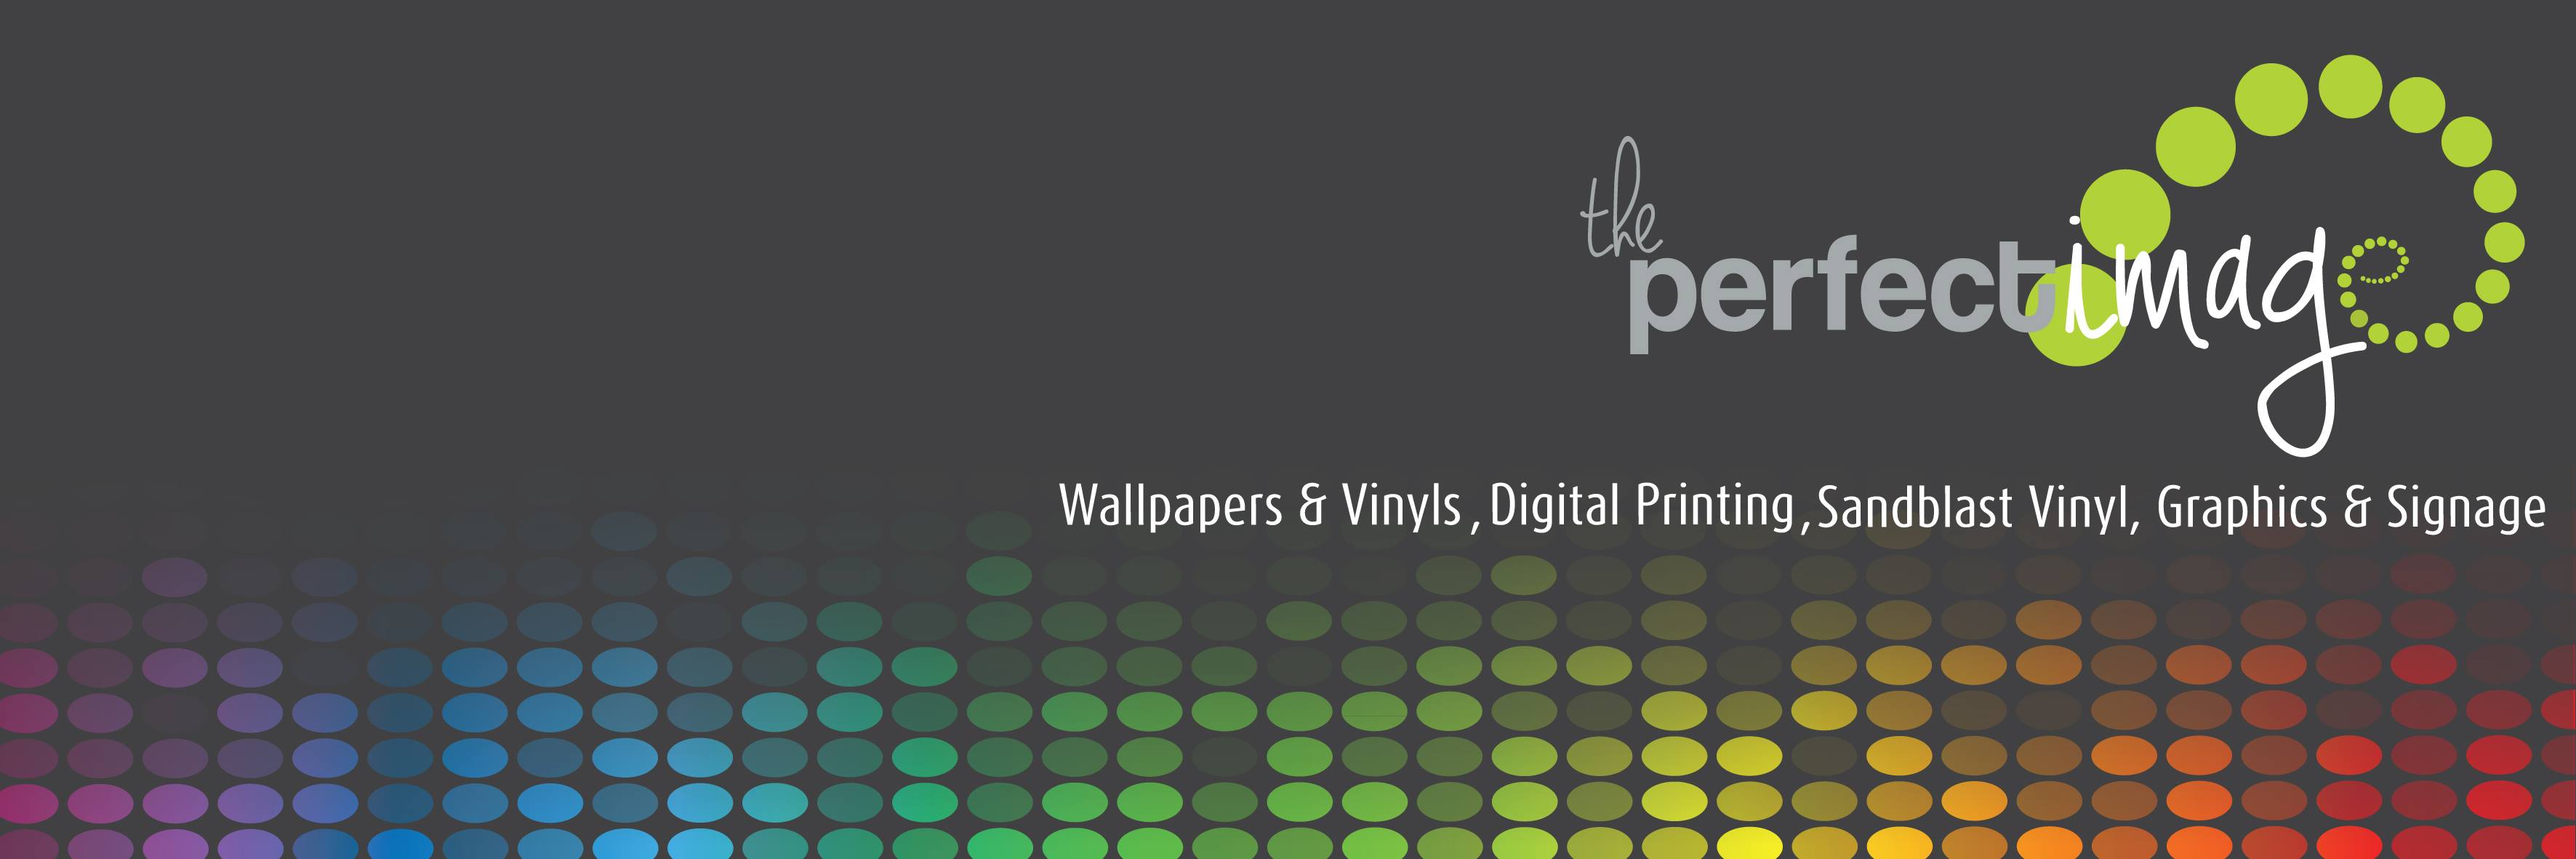 the
perfect image
Wallpapers & Vinyls , Digital Printing, Sandblast Vinyl, Graphics & Signage